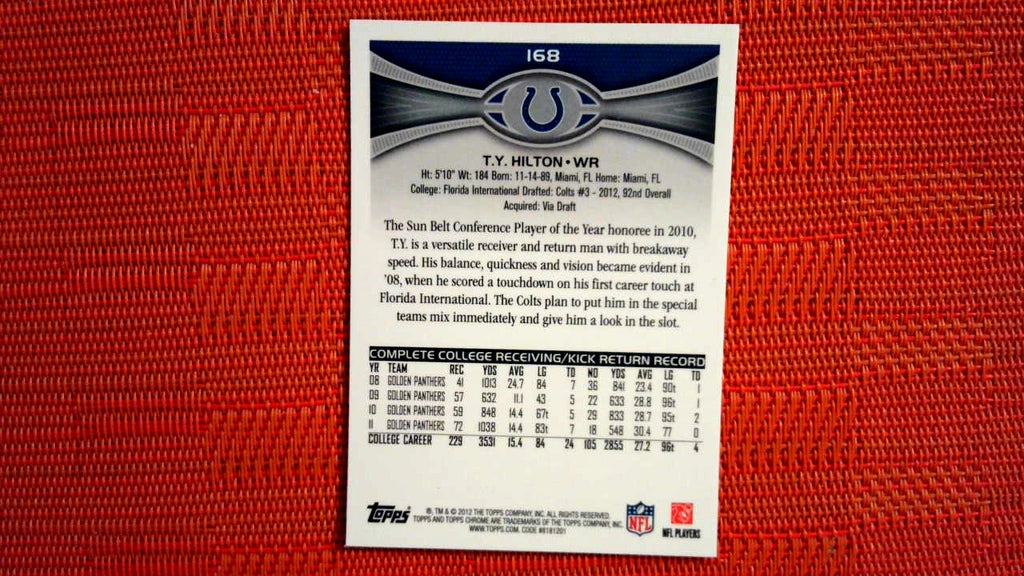 168
T.Y. HILTON • WR
Ht: 5'10" Wt: 184 Born: 11-14-89, Miami, FL Home: Miami, FL
College: Florida International Drafted: Colts #3 - 2012, 92nd Overall
Acquired: Via Draft
The Sun Belt Conference Player of the Year honoree in 2010,
T.Y. is a versatile receiver and return man with breakaway
speed. His balance, quickness and vision became evident in
'08, when he scored a touchdown on his first career touch at
Florida International. The Colts plan to put him in the special
teams mix immediately and give him a look in the slot.
COMPLETE COLLEGE RECEIVING/KICK RETURN RECORD
YR TEAM REC YDS AVG LG TD NO YDS AVG LG TD
08 GOLDEN PANTHERS 41 1013 24.7 84 7 36 841 23.4 90t 1
09 GOLDEN PANTHERS 57 632 11.1 43 5 22 633 28.8 96t 1
10 GOLDEN PANTHERS 59 848 14.4 67t 5 29 833 28.7 95t 2
11 GOLDEN PANTHERS 72 1038 14.4 83t 7 18 548 30.4 77 0
COLLEGE CAREER 229 3531 15.4 84 24 105 2855 27.2 96t 4
Topps
®, TM & © 2012 THE TOPPS COMPANY, INC. ALL RIGHTS RESERVED.
TOPPS AND TOPPS CHROME ARE TRADEMARKS OF THE TOPPS COMPANY, INC.
WWW.TOPPS.COM. CODE #8181201
NFL
NFL PLAYERS